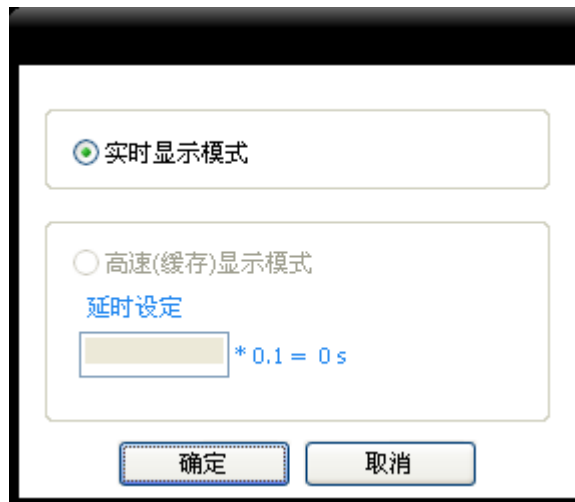 实时显示模式
高速(缓存)显示模式
延时设定
* 0.1 = 0 s
确定 取消